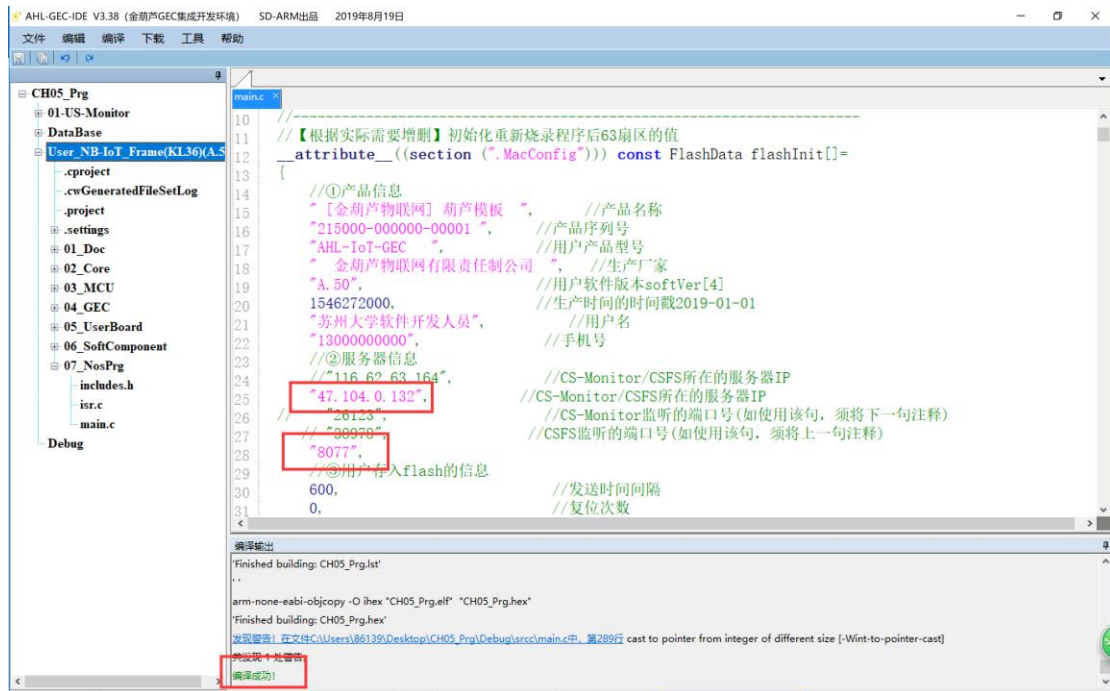 AHL-GEC-IDE V3.38 (金葫芦GEC集成开发环境) SD-ARM出品 2019年8月19日
文件 编辑 编译 下载 工具 帮助
CH05_Prg
01-US-Monitor
DataBase
User_NB-IoT_Frame(KL36)(A.5
.cproject
.cwGeneratedFileSetLog
.project
.settings
01_Doc
02_Core
03_MCU
04_GEC
05_UserBoard
06_SoftComponent
07_NosPrg
includes.h
isr.c
main.c
Debug
main.c ×
10 //----------------------------------------------------------------------
11 //【根据实际需要增删】初始化重新烧录程序后63扇区的值
12 __attribute__((section (".MacConfig"))) const FlashData flashInit[]=
13 {
14 //①产品信息
15 " [金葫芦物联网] 葫芦模板 ", //产品名称
16 "215000-000000-00001 ", //产品序列号
17 "AHL-IoT-GEC ", //用户产品型号
18 " 金葫芦物联网有限责任制公司 ", //生产厂家
19 "A.50", //用户软件版本softVer[4]
20 1546272000, //生产时间的时间戳2019-01-01
21 "苏州大学软件开发人员", //用户名
22 "13000000000", //手机号
23 //②服务器信息
24 //"116.62.63.164", //CS-Monitor/CSFS所在的服务器IP
25 "47.104.0.132", //CS-Monitor/CSFS所在的服务器IP
26 // "26123", //CS-Monitor监听的端口号(如使用该句，须将下一句注释)
27 // "38978", //CSFS监听的端口号(如使用该句，须将上一句注释)
28 "8077",
29 //③用户存入flash的信息
30 600, //发送时间间隔
31 0, //复位次数
编译输出
'Finished building: CH05_Prg.lst'
' '
arm-none-eabi-objcopy -O ihex "CH05_Prg.elf" "CH05_Prg.hex"
'Finished building: CH05_Prg.hex'
发现警告! 在文件C:\Users\86139\Desktop\CH05_Prg\Debug\srcc\main.c中, 第289行 cast to pointer from integer of different size [-Wint-to-pointer-cast]
共发现 1 处警告
编译成功!